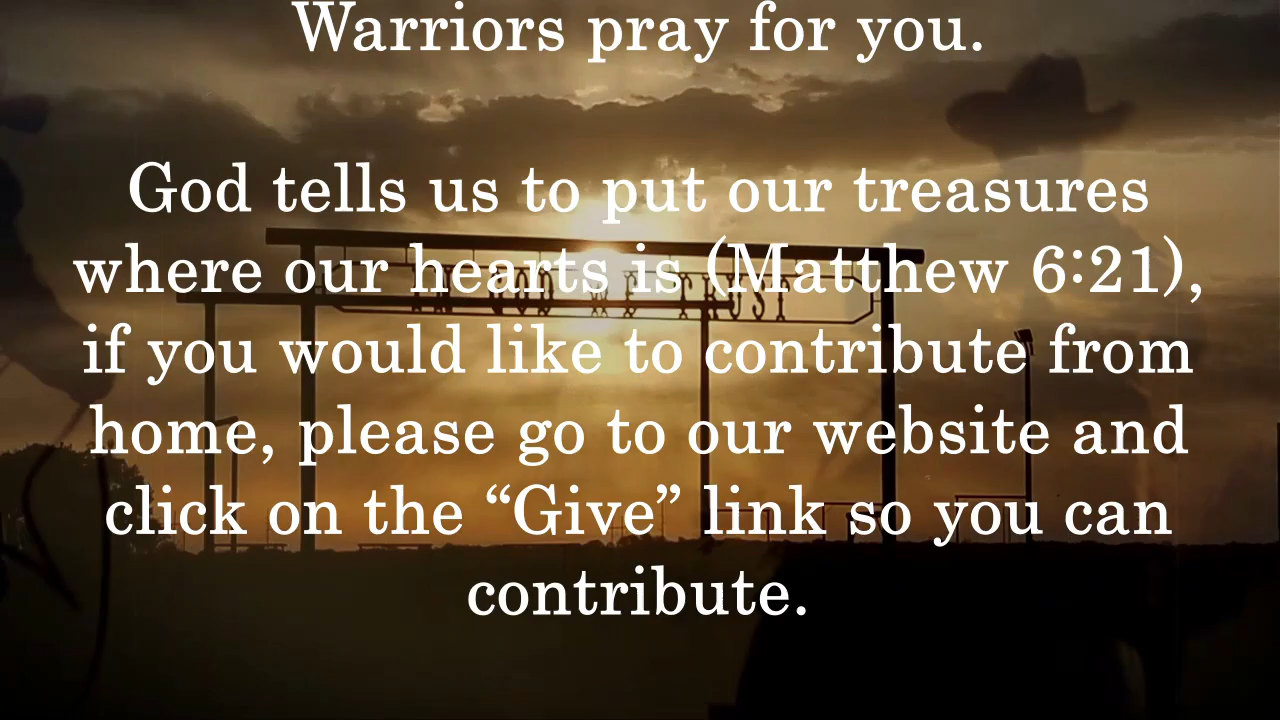 Warriors pray for you.
God tells us to put our treasures
where our hearts is (Matthew 6:21),
if you would like to contribute from
home, please go to our website and
click on the “Give” link so you can
contribute.